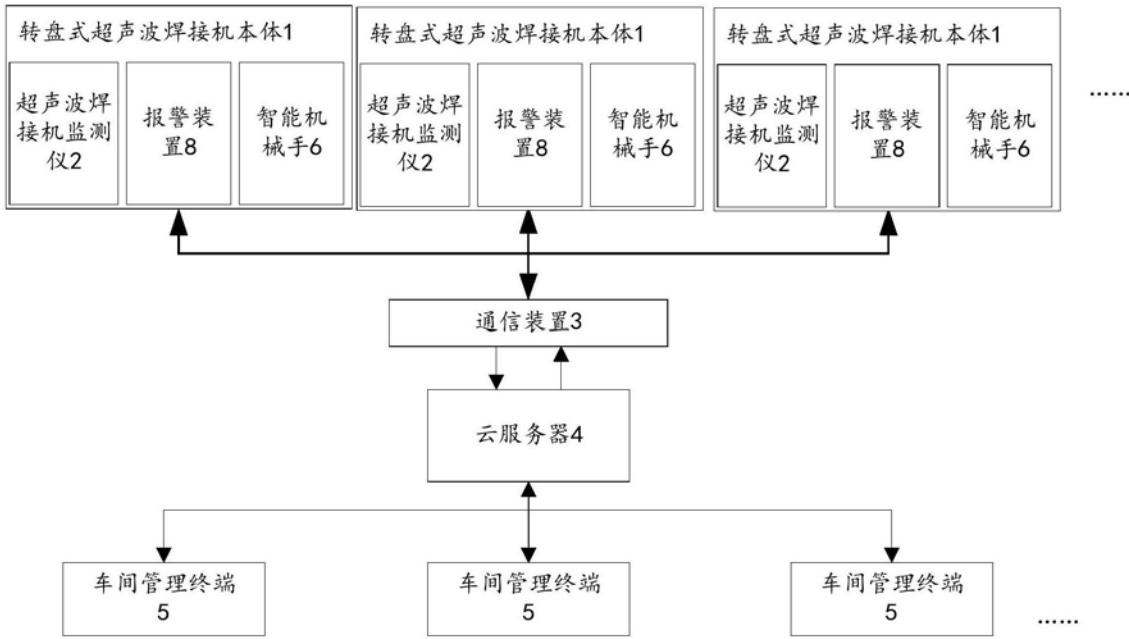 转盘式超声波焊接机本体1
超声波焊
接机监测
仪2
报警装
置8
智能机
械手6
转盘式超声波焊接机本体1
超声波焊
接机监测
仪2
报警装
置8
智能机
械手6
转盘式超声波焊接机本体1
超声波焊
接机监测
仪2
报警装
置8
智能机
械手6
……
通信装置3
云服务器4
车间管理终端
5
车间管理终端
5
车间管理终端
5
……